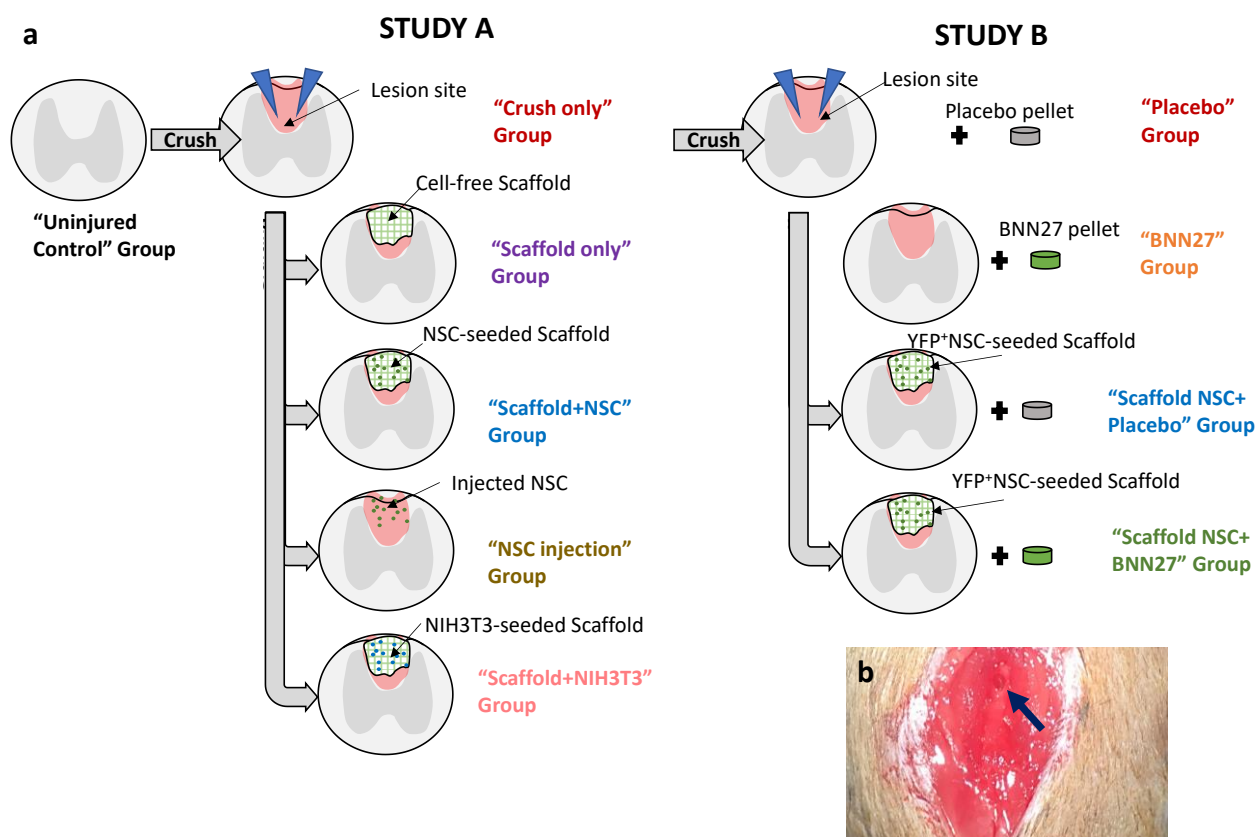 a
STUDY A
Lesion site
"Crush only"
Group
Crush
"Uninjured
Control" Group
Cell-free Scaffold
"Scaffold only"
Group
NSC-seeded Scaffold
"Scaffold+NSC"
Group
Injected NSC
"NSC injection"
Group
NIH3T3-seeded Scaffold
"Scaffold+NIH3T3"
Group
STUDY B
Lesion site
Placebo pellet
"Placebo"
Group
Crush
BNN27 pellet
"BNN27"
Group
YFP⁺NSC-seeded Scaffold
"Scaffold NSC+
Placebo" Group
YFP⁺NSC-seeded Scaffold
"Scaffold NSC+
BNN27" Group
b